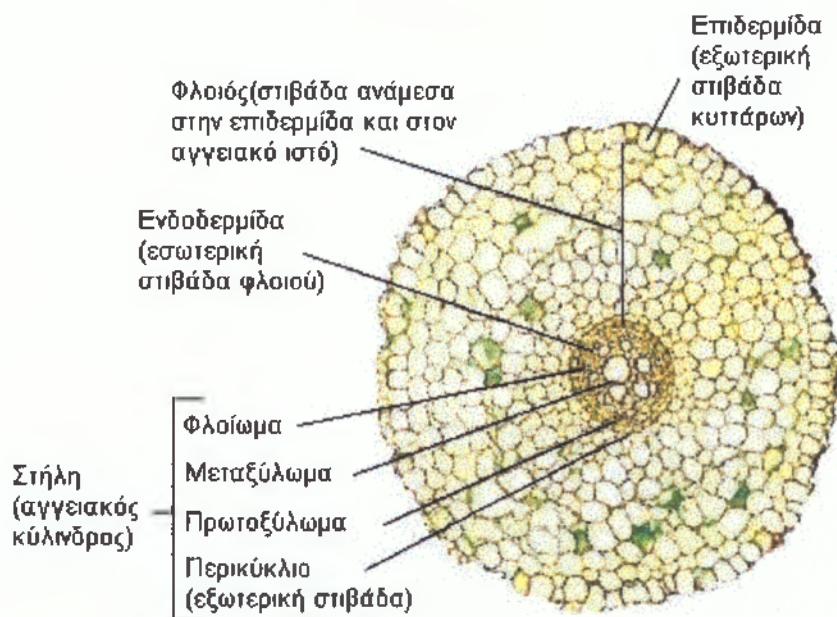 Επιδερμίδα
(εξωτερική
στιβάδα
κυττάρων)
Φλοιός(στιβάδα ανάμεσα
στην επιδερμίδα και στον
αγγειακό ιστό)
Ενδοδερμίδα
(εσωτερική
στιβάδα φλοιού)
Στήλη
(αγγειακός
κύλινδρος)
Φλοίωμα
Μεταξύλωμα
Πρωτοξύλωμα
Περικύκλιο
(εξωτερική στιβάδα)